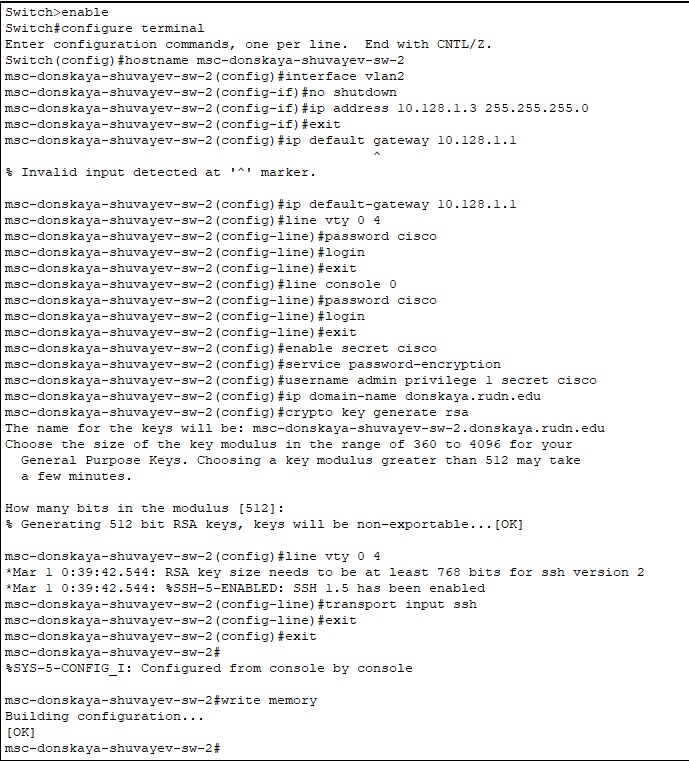 Switch>enable
Switch#configure terminal
Enter configuration commands, one per line.  End with CNTL/Z.
Switch(config)#hostname msc-donskaya-shuvayev-sw-2
msc-donskaya-shuvayev-sw-2(config)#interface vlan2
msc-donskaya-shuvayev-sw-2(config-if)#no shutdown
msc-donskaya-shuvayev-sw-2(config-if)#ip address 10.128.1.3 255.255.255.0
msc-donskaya-shuvayev-sw-2(config-if)#exit
msc-donskaya-shuvayev-sw-2(config)#ip default gateway 10.128.1.1
                                              ^
% Invalid input detected at '^' marker.

msc-donskaya-shuvayev-sw-2(config)#ip default-gateway 10.128.1.1
msc-donskaya-shuvayev-sw-2(config)#line vty 0 4
msc-donskaya-shuvayev-sw-2(config-line)#password cisco
msc-donskaya-shuvayev-sw-2(config-line)#login
msc-donskaya-shuvayev-sw-2(config-line)#exit
msc-donskaya-shuvayev-sw-2(config)#line console 0
msc-donskaya-shuvayev-sw-2(config-line)#password cisco
msc-donskaya-shuvayev-sw-2(config-line)#login
msc-donskaya-shuvayev-sw-2(config-line)#exit
msc-donskaya-shuvayev-sw-2(config)#enable secret cisco
msc-donskaya-shuvayev-sw-2(config)#service password-encryption
msc-donskaya-shuvayev-sw-2(config)#username admin privilege 1 secret cisco
msc-donskaya-shuvayev-sw-2(config)#ip domain-name donskaya.rudn.edu
msc-donskaya-shuvayev-sw-2(config)#crypto key generate rsa
The name for the keys will be: msc-donskaya-shuvayev-sw-2.donskaya.rudn.edu
Choose the size of the key modulus in the range of 360 to 4096 for your
  General Purpose Keys. Choosing a key modulus greater than 512 may take
  a few minutes.

How many bits in the modulus [512]:
% Generating 512 bit RSA keys, keys will be non-exportable...[OK]

msc-donskaya-shuvayev-sw-2(config)#line vty 0 4
*Mar 1 0:39:42.544: RSA key size needs to be at least 768 bits for ssh version 2
*Mar 1 0:39:42.544: %SSH-5-ENABLED: SSH 1.5 has been enabled
msc-donskaya-shuvayev-sw-2(config-line)#transport input ssh
msc-donskaya-shuvayev-sw-2(config-line)#exit
msc-donskaya-shuvayev-sw-2(config)#exit
msc-donskaya-shuvayev-sw-2#
%SYS-5-CONFIG_I: Configured from console by console

msc-donskaya-shuvayev-sw-2#write memory
Building configuration...
[OK]
msc-donskaya-shuvayev-sw-2#